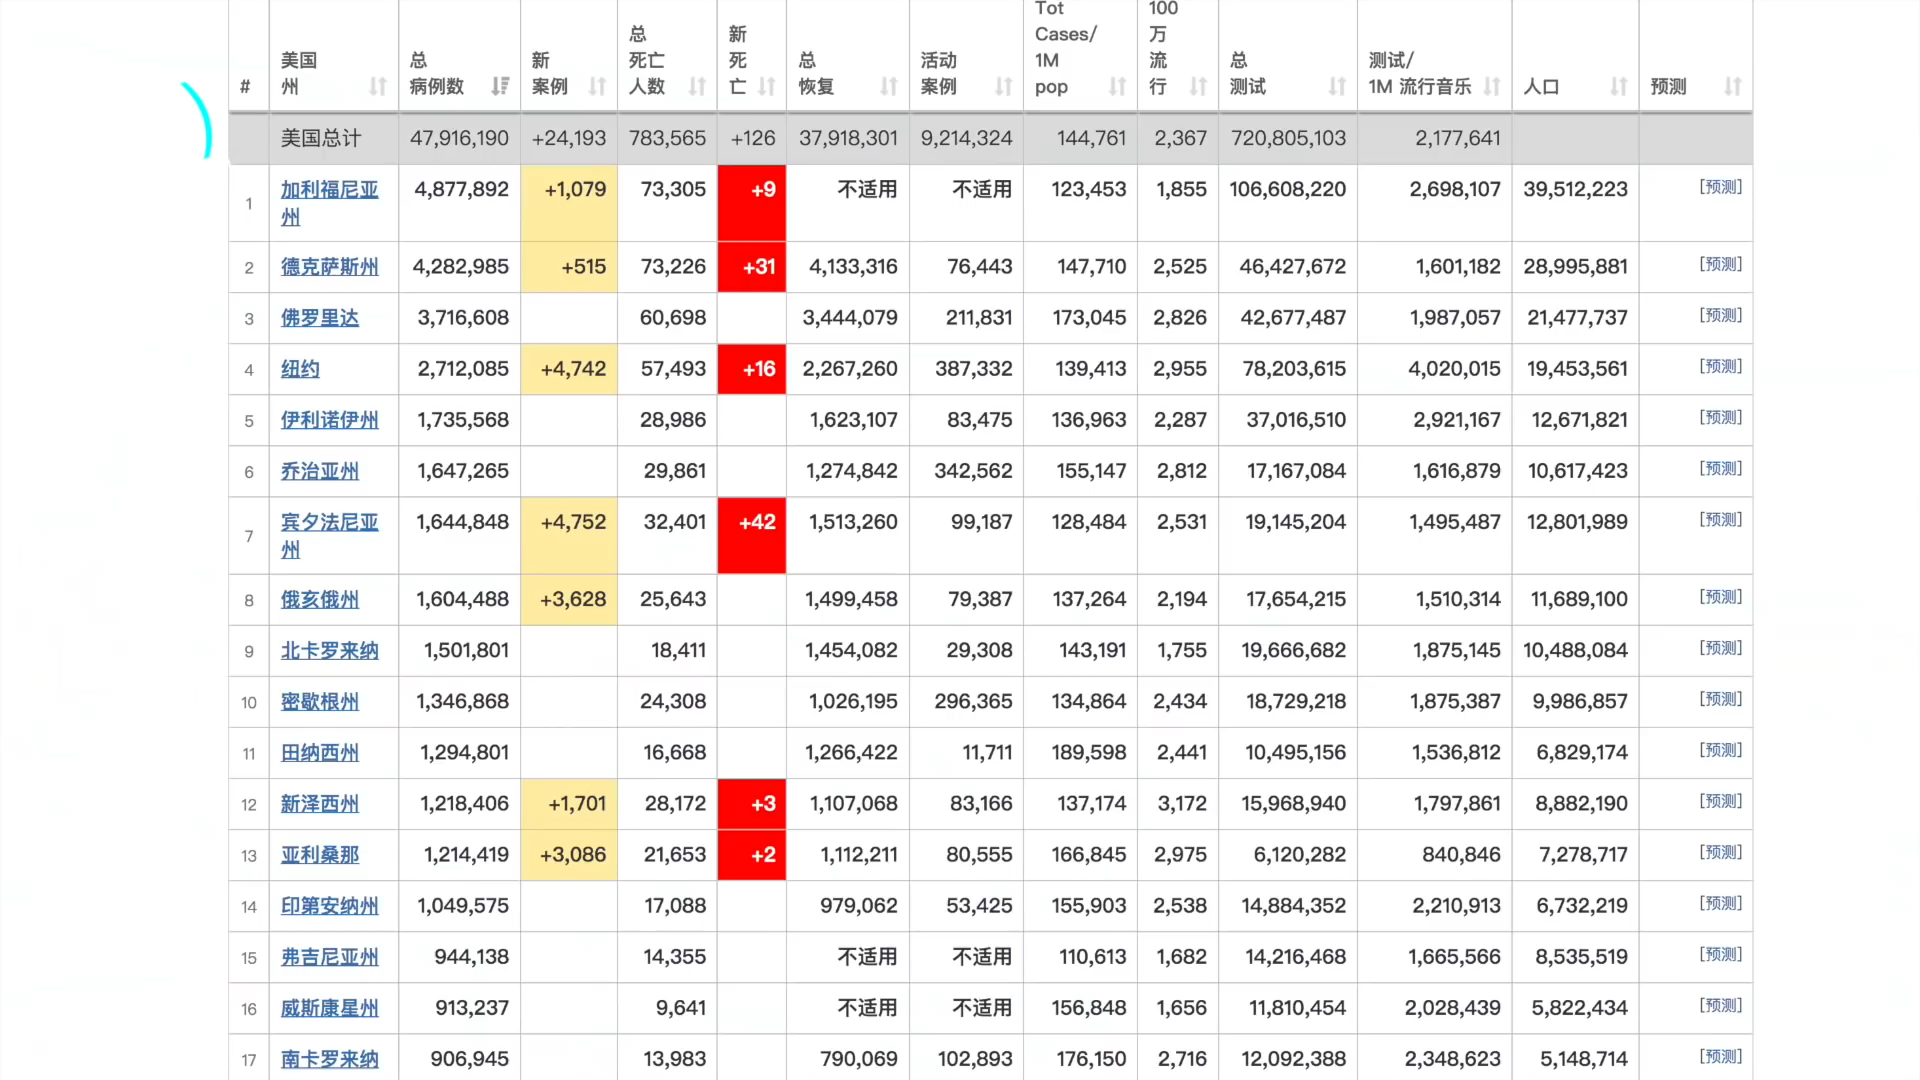 # 美国州 总病例数 新案例 总死亡人数 新死亡 总恢复 活动案例 Tot Cases/ 1M pop 100万流行 总测试 测试/ 1M 流行音乐 人口 预测
美国总计 47,916,190 +24,193 783,565 +126 37,918,301 9,214,324 144,761 2,367 720,805,103 2,177,641
1 加利福尼亚州 4,877,892 +1,079 73,305 +9 不适用 不适用 123,453 1,855 106,608,220 2,698,107 39,512,223 [预测]
2 德克萨斯州 4,282,985 +515 73,226 +31 4,133,316 76,443 147,710 2,525 46,427,672 1,601,182 28,995,881 [预测]
3 佛罗里达 3,716,608 60,698 3,444,079 211,831 173,045 2,826 42,677,487 1,987,057 21,477,737 [预测]
4 纽约 2,712,085 +4,742 57,493 +16 2,267,260 387,332 139,413 2,955 78,203,615 4,020,015 19,453,561 [预测]
5 伊利诺伊州 1,735,568 28,986 1,623,107 83,475 136,963 2,287 37,016,510 2,921,167 12,671,821 [预测]
6 乔治亚州 1,647,265 29,861 1,274,842 342,562 155,147 2,812 17,167,084 1,616,879 10,617,423 [预测]
7 宾夕法尼亚州 1,644,848 +4,752 32,401 +42 1,513,260 99,187 128,484 2,531 19,145,204 1,495,487 12,801,989 [预测]
8 俄亥俄州 1,604,488 +3,628 25,643 1,499,458 79,387 137,264 2,194 17,654,215 1,510,314 11,689,100 [预测]
9 北卡罗来纳 1,501,801 18,411 1,454,082 29,308 143,191 1,755 19,666,682 1,875,145 10,488,084 [预测]
10 密歇根州 1,346,868 24,308 1,026,195 296,365 134,864 2,434 18,729,218 1,875,387 9,986,857 [预测]
11 田纳西州 1,294,801 16,668 1,266,422 11,711 189,598 2,441 10,495,156 1,536,812 6,829,174 [预测]
12 新泽西州 1,218,406 +1,701 28,172 +3 1,107,068 83,166 137,174 3,172 15,968,940 1,797,861 8,882,190 [预测]
13 亚利桑那 1,214,419 +3,086 21,653 +2 1,112,211 80,555 166,845 2,975 6,120,282 840,846 7,278,717 [预测]
14 印第安纳州 1,049,575 17,088 979,062 53,425 155,903 2,538 14,884,352 2,210,913 6,732,219 [预测]
15 弗吉尼亚州 944,138 14,355 不适用 不适用 110,613 1,682 14,216,468 1,665,566 8,535,519 [预测]
16 威斯康星州 913,237 9,641 不适用 不适用 156,848 1,656 11,810,454 2,028,439 5,822,434 [预测]
17 南卡罗来纳 906,945 13,983 790,069 102,893 176,150 2,716 12,092,388 2,348,623 5,148,714 [预测]